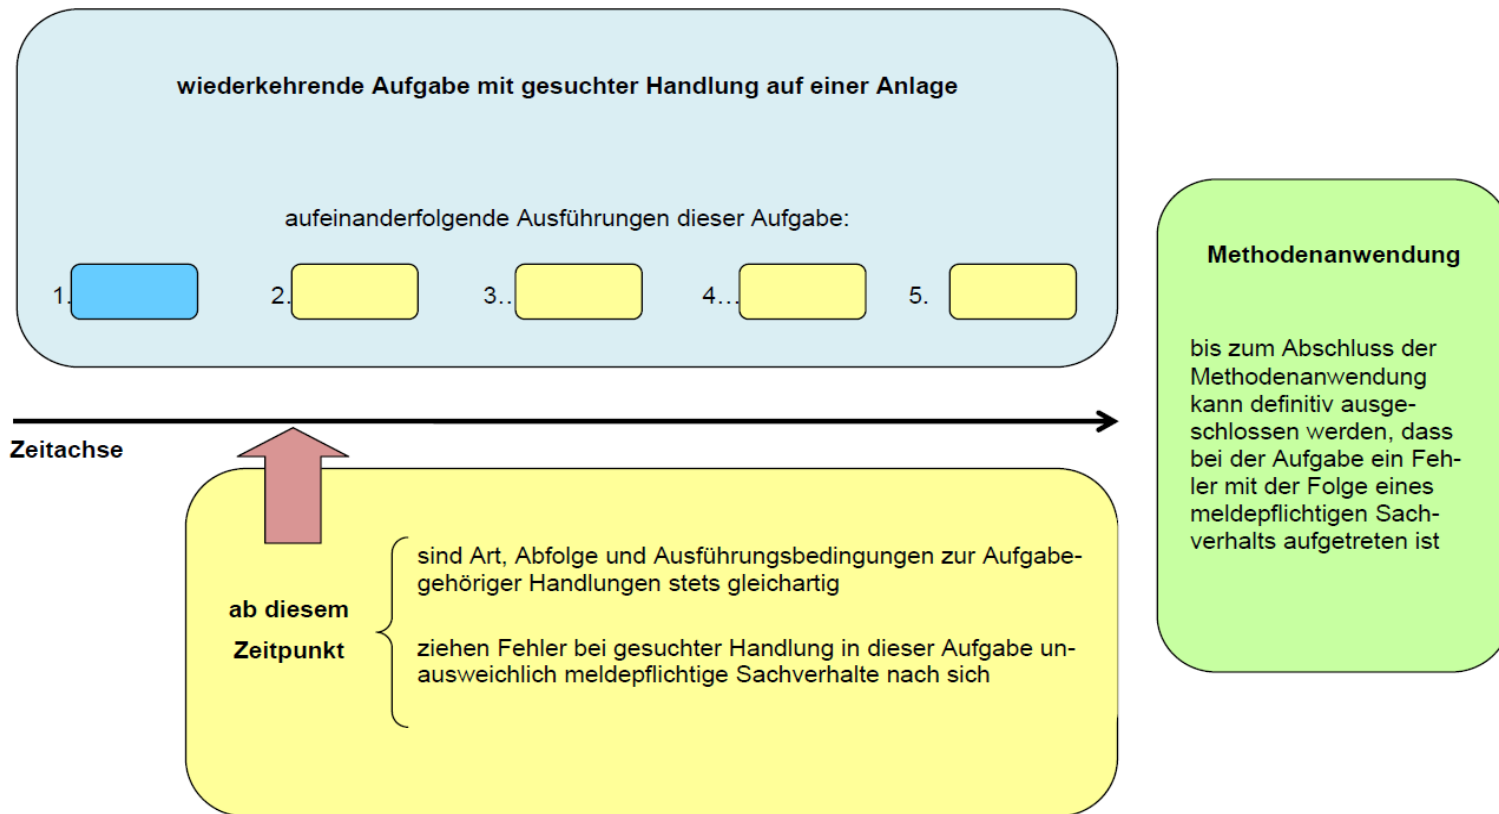 wiederkehrende Aufgabe mit gesuchter Handlung auf einer Anlage
aufeinanderfolgende Ausführungen dieser Aufgabe:
1. 2. 3.. 4... 5.
Zeitachse
ab diesem
Zeitpunkt
sind Art, Abfolge und Ausführungsbedingungen zur Aufgabe-
gehöriger Handlungen stets gleichartig
ziehen Fehler bei gesuchter Handlung in dieser Aufgabe un-
ausweichlich meldepflichtige Sachverhalte nach sich
Methodenanwendung
bis zum Abschluss der
Methodenanwendung
kann definitiv ausge-
schlossen werden, dass
bei der Aufgabe ein Feh-
ler mit der Folge eines
meldepflichtigen Sach-
verhalts aufgetreten ist